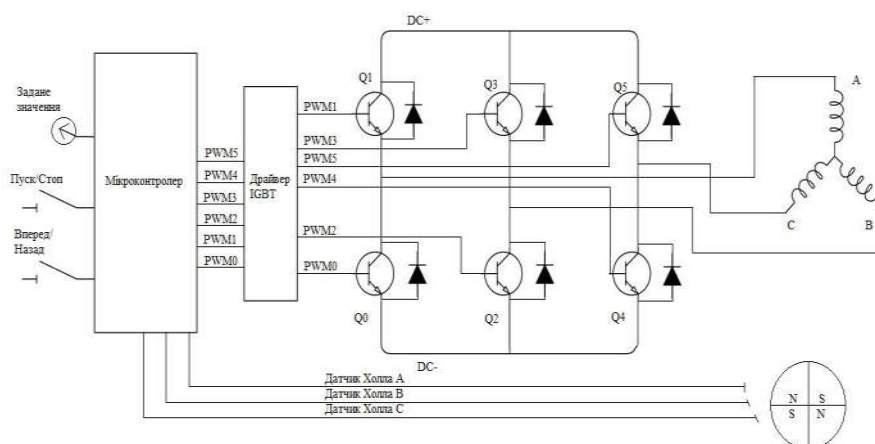 DC+
Q1
Q3
Q5
A
Задане
значення
PWM1
PWM3
PWM5
PWM4
PWM5
PWM4
PWM3
PWM2
PWM1
PWM0
Пуск/Стоп
Мікроконтролер
Драйвер
IGBT
C
B
Вперед/
Назад
PWM2
PWM0
Q0
Q2
Q4
DC-
Датчик Холла А
Датчик Холла В
Датчик Холла С
N S
S N